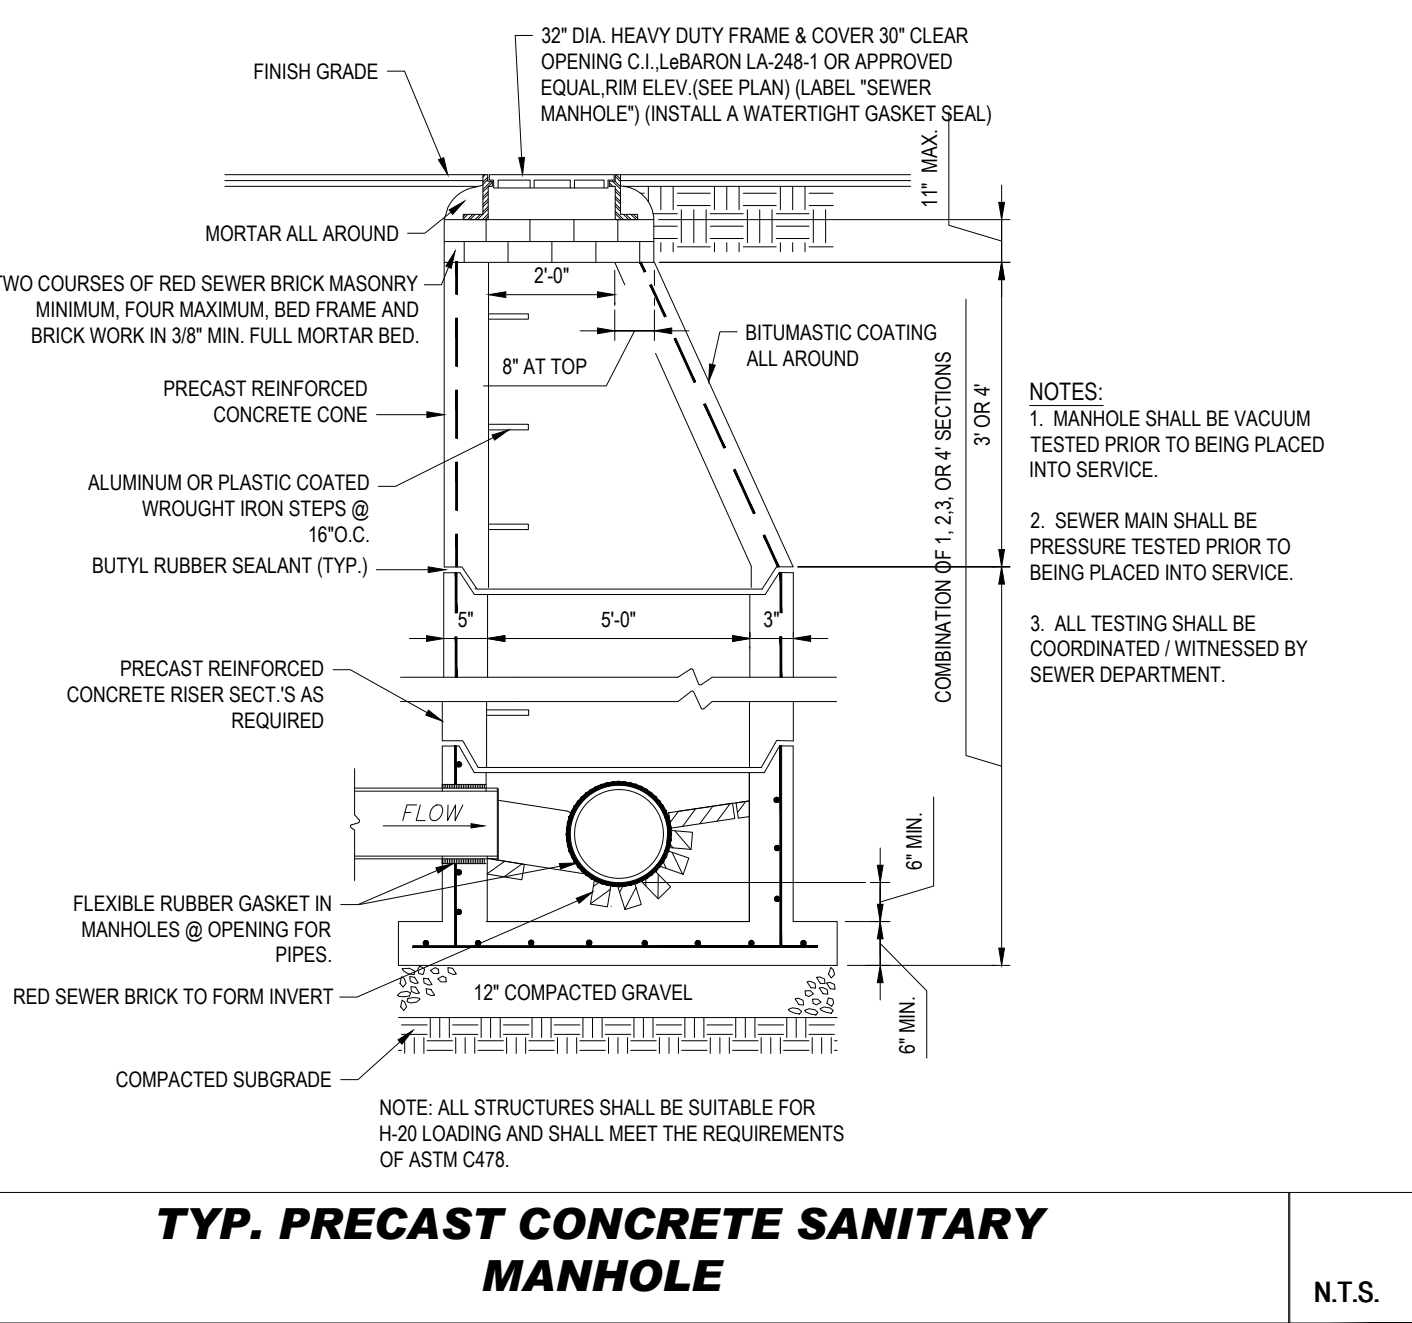 32" DIA. HEAVY DUTY FRAME & COVER 30" CLEAR
OPENING C.I.,LeBARON LA-248-1 OR APPROVED
EQUAL,RIM ELEV.(SEE PLAN) (LABEL "SEWER
MANHOLE") (INSTALL A WATERTIGHT GASKET SEAL)
FINISH GRADE
11" MAX.
MORTAR ALL AROUND
TWO COURSES OF RED SEWER BRICK MASONRY
MINIMUM, FOUR MAXIMUM, BED FRAME AND
BRICK WORK IN 3/8" MIN. FULL MORTAR BED.
2'-0"
8" AT TOP
BITUMASTIC COATING
ALL AROUND
PRECAST REINFORCED
CONCRETE CONE
ALUMINUM OR PLASTIC COATED
WROUGHT IRON STEPS @
16"O.C.
BUTYL RUBBER SEALANT (TYP.)
5"
5'-0"
3"
COMBINATION OF 1, 2,3, OR 4' SECTIONS
3' OR 4'
PRECAST REINFORCED
CONCRETE RISER SECT.'S AS
REQUIRED
FLOW
6" MIN.
FLEXIBLE RUBBER GASKET IN
MANHOLES @ OPENING FOR
PIPES.
RED SEWER BRICK TO FORM INVERT
12" COMPACTED GRAVEL
6" MIN.
COMPACTED SUBGRADE
NOTE: ALL STRUCTURES SHALL BE SUITABLE FOR
H-20 LOADING AND SHALL MEET THE REQUIREMENTS
OF ASTM C478.
NOTES:
1. MANHOLE SHALL BE VACUUM
TESTED PRIOR TO BEING PLACED
INTO SERVICE.
2. SEWER MAIN SHALL BE
PRESSURE TESTED PRIOR TO
BEING PLACED INTO SERVICE.
3. ALL TESTING SHALL BE
COORDINATED / WITNESSED BY
SEWER DEPARTMENT.
TYP. PRECAST CONCRETE SANITARY
MANHOLE
N.T.S.